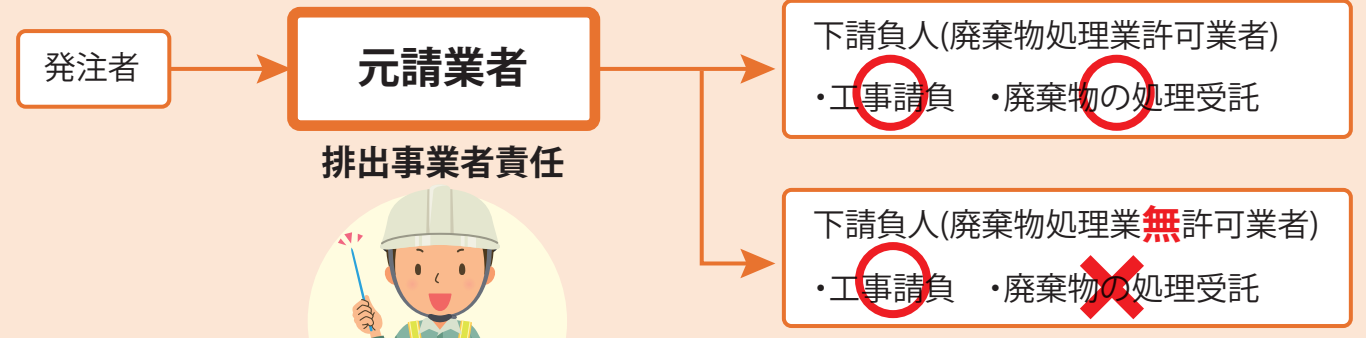 発注者
元請業者
排出事業者責任
下請負人(廃棄物処理業許可業者)
・工事請負　・廃棄物の処理受託
下請負人(廃棄物処理業無許可業者)
・工事請負　・廃棄物の処理受託